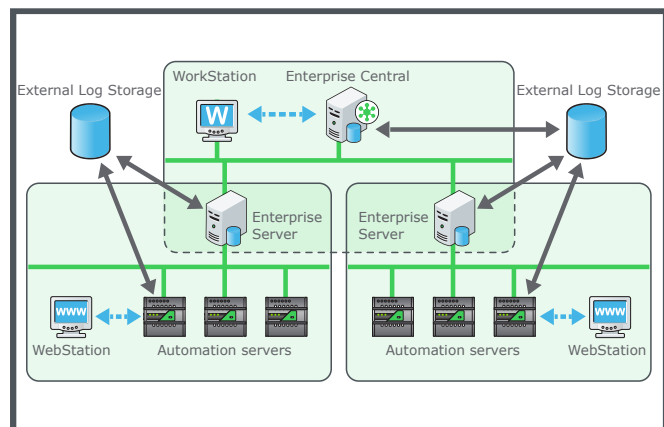 WorkStation
Enterprise Central
External Log Storage
External Log Storage
W
Enterprise
Server
Enterprise
Server
WWW
WWW
WebStation
Automation servers
Automation servers
WebStation